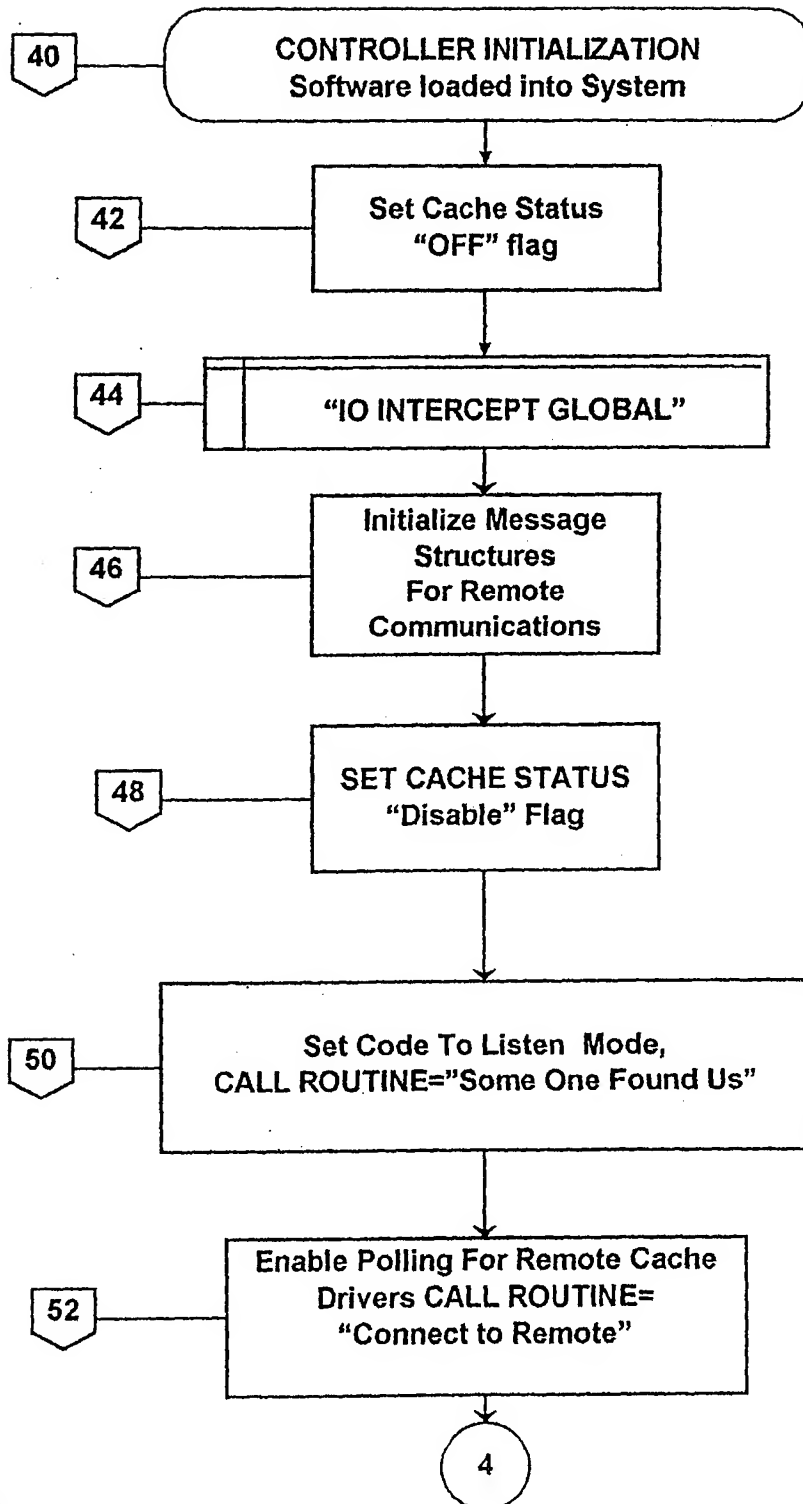 40
CONTROLLER INITIALIZATION
Software loaded into System
42
Set Cache Status
“OFF” flag
44
“IO INTERCEPT GLOBAL”
46
Initialize Message
Structures
For Remote
Communications
48
SET CACHE STATUS
“Disable” Flag
50
Set Code To Listen Mode,
CALL ROUTINE=”Some One Found Us”
52
Enable Polling For Remote Cache
Drivers CALL ROUTINE=
“Connect to Remote”
4